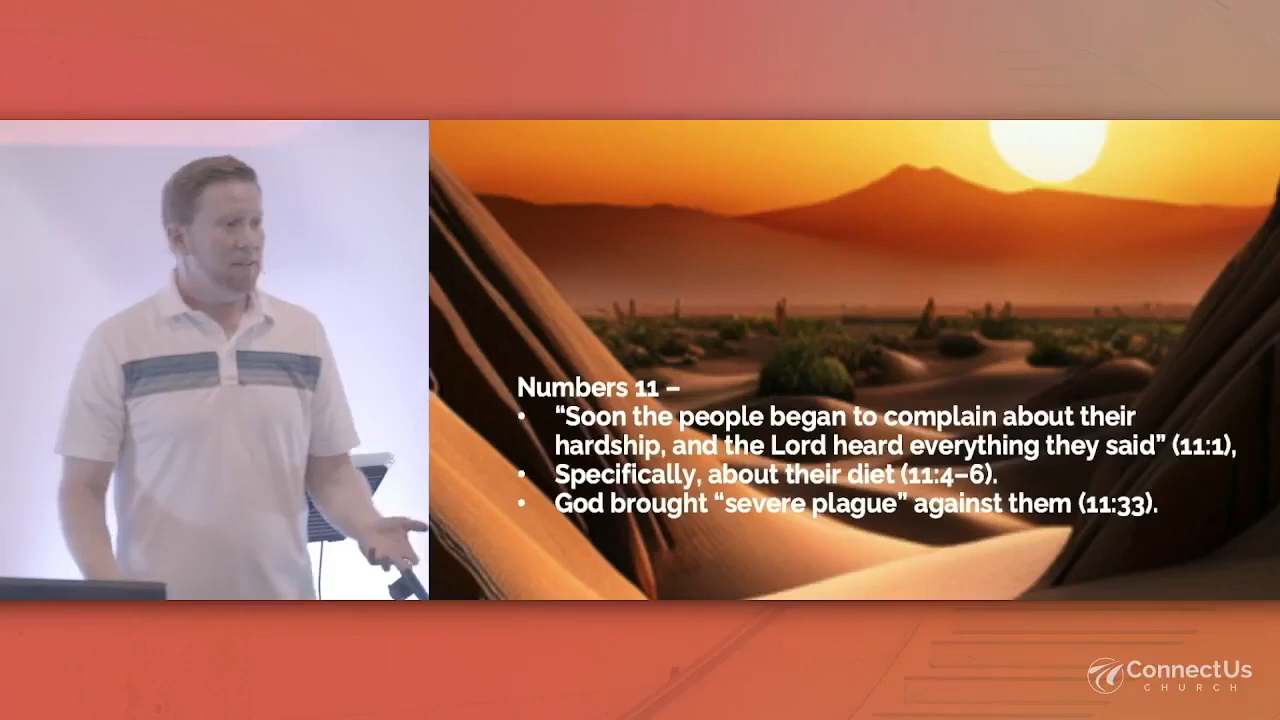 Numbers 11 –
• “Soon the people began to complain about their
hardship, and the Lord heard everything they said” (11:1),
• Specifically, about their diet (11:4–6).
• God brought “severe plague” against them (11:33).
ConnectUs
CHURCH